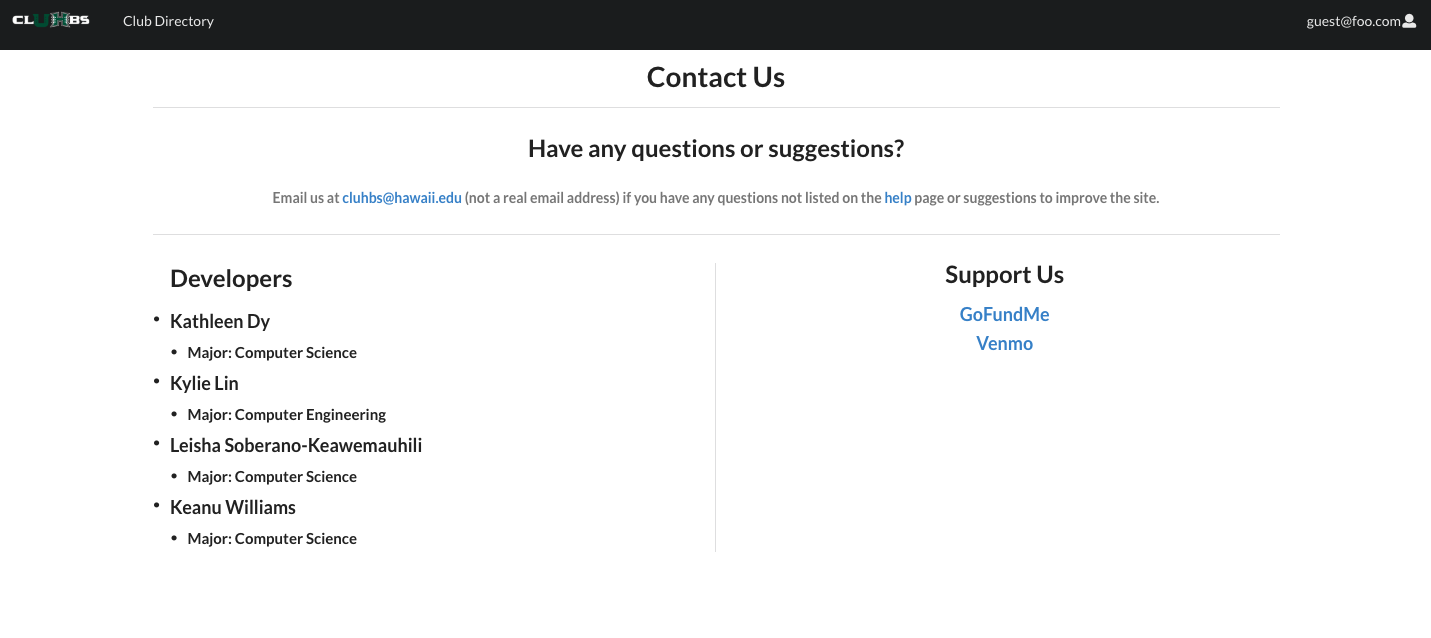 CLUHBS Club Directory guest@foo.com
Contact Us
Have any questions or suggestions?
Email us at cluhbs@hawaii.edu (not a real email address) if you have any questions not listed on the help page or suggestions to improve the site.
Developers
• Kathleen Dy
• Major: Computer Science
• Kylie Lin
• Major: Computer Engineering
• Leisha Soberano-Keawemauhili
• Major: Computer Science
• Keanu Williams
• Major: Computer Science
Support Us
GoFundMe
Venmo